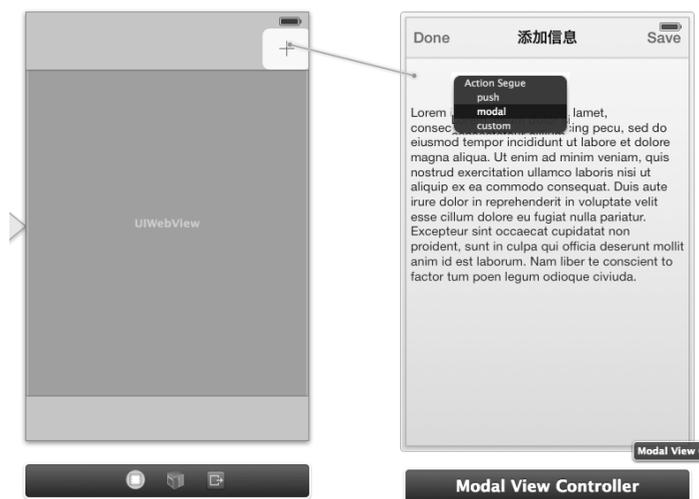 UIWebView
Done
添加信息
Save
Action Segue
push
modal
custom
Lorem lamet,
consec cing pecu, sed do
eiusmod tempor incididunt ut labore et dolore
magna aliqua. Ut enim ad minim veniam, quis
nostrud exercitation ullamco laboris nisi ut
aliquip ex ea commodo consequat. Duis aute
irure dolor in reprehenderit in voluptate velit
esse cillum dolore eu fugiat nulla pariatur.
Excepteur sint occaecat cupidatat non
proident, sunt in culpa qui officia deserunt mollit
anim id est laborum. Nam liber te conscient to
factor tum poen legum odioque civiuda.
Modal View
Modal View Controller